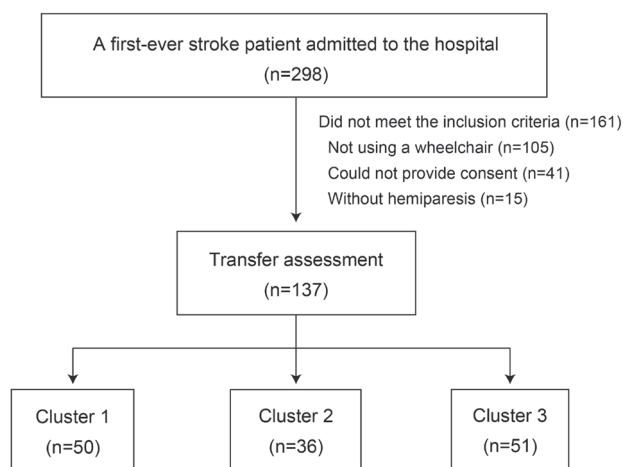 A first-ever stroke patient admitted to the hospital
(n=298)
Did not meet the inclusion criteria (n=161)
Not using a wheelchair (n=105)
Could not provide consent (n=41)
Without hemiparesis (n=15)
Transfer assessment
(n=137)
Cluster 1
(n=50)
Cluster 2
(n=36)
Cluster 3
(n=51)